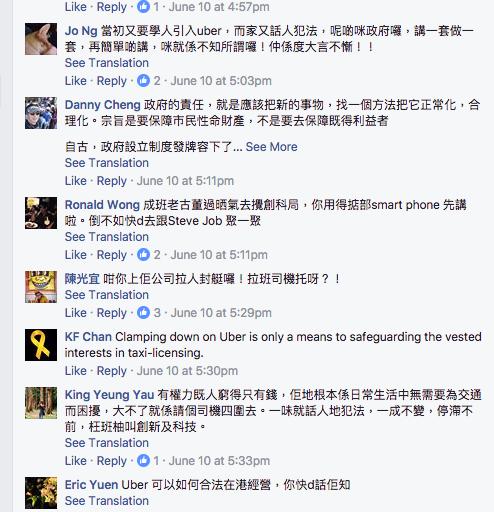 Like · Reply · 1 · June 10 at 4:57pm
Jo Ng 當初又要學人引入uber，而家又話人犯法，呢啲咪政府囉，講一套做一
套，再簡單啲講，咪就係不知所謂囉！仲係度大言不慚！！
See Translation
Like · Reply · 2 · June 10 at 5:03pm
Danny Cheng 政府的責任，就是應該把新的事物，找一個方法把它正常化，合
理化。宗旨是要保障市民性命財產，不是要去保障既得利益者
自古，政府設立制度發牌容下了... See More
See Translation
Like · Reply · June 10 at 5:11pm
Ronald Wong 成班老古董過晒氣去攪創科局，你用得掂部smart phone 先講
啦。倒不如快d去跟Steve Job 聚一聚
See Translation
Like · Reply · 2 · June 10 at 5:11pm
陳光宜 咁你上佢公司拉人封艇囉！拉班司機托呀？！
See Translation
Like · Reply · 3 · June 10 at 5:29pm
KF Chan Clamping down on Uber is only a means to safeguarding the vested
interests in taxi-licensing.
Like · Reply · June 10 at 5:30pm
King Yeung Yau 有權力既人窮得只有錢，佢地根本係日常生活中無需要為交通
而困擾，大不了就係請個司機四圍去。一味就話人地犯法，一成不變，停滯不
前，枉班柚叫創新及科技。
See Translation
Like · Reply · 1 · June 10 at 5:33pm
Eric Yuen Uber 可以如何合法在港經營，你快d話佢知
See Translation